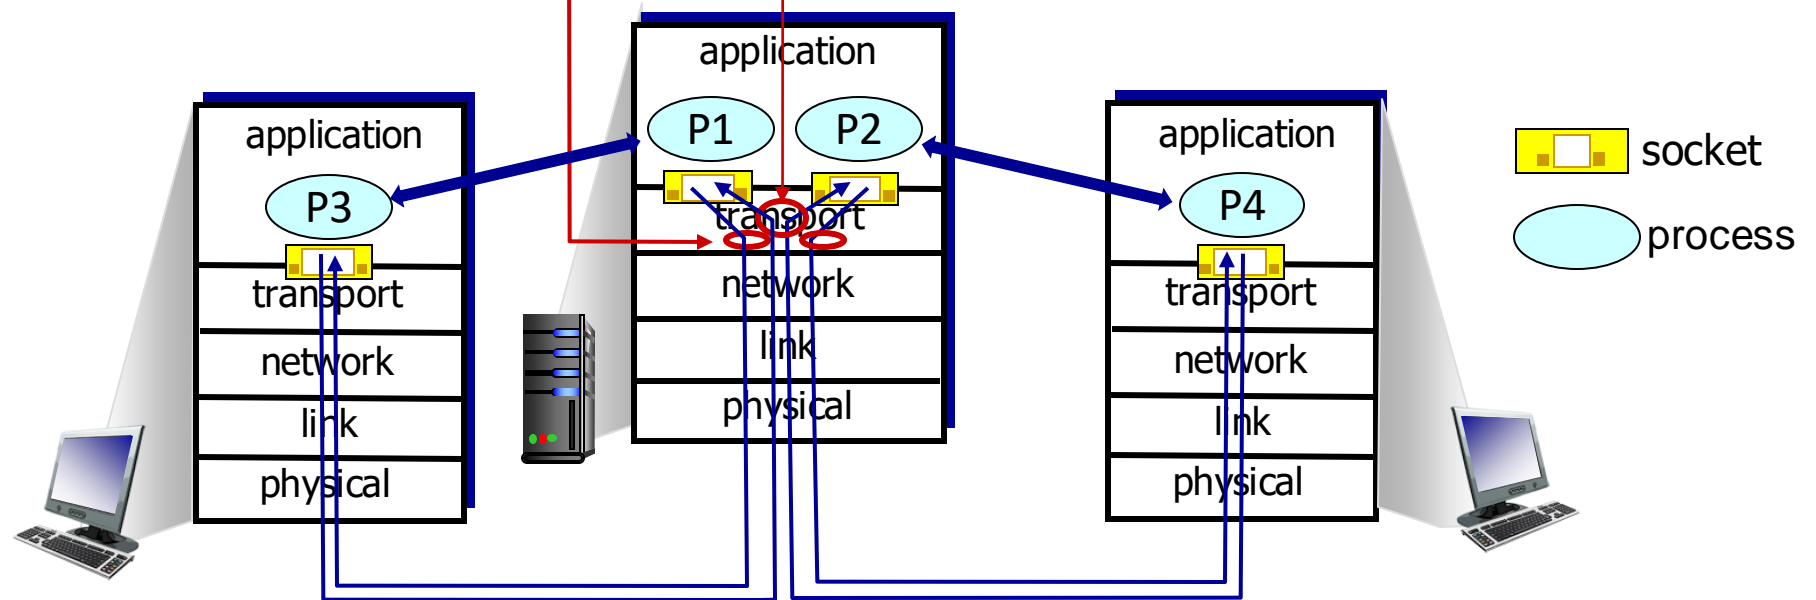 application
P3
transport
network
link
physical
application
P1
P2
transport
network
link
physical
application
P4
transport
network
link
physical
socket
process